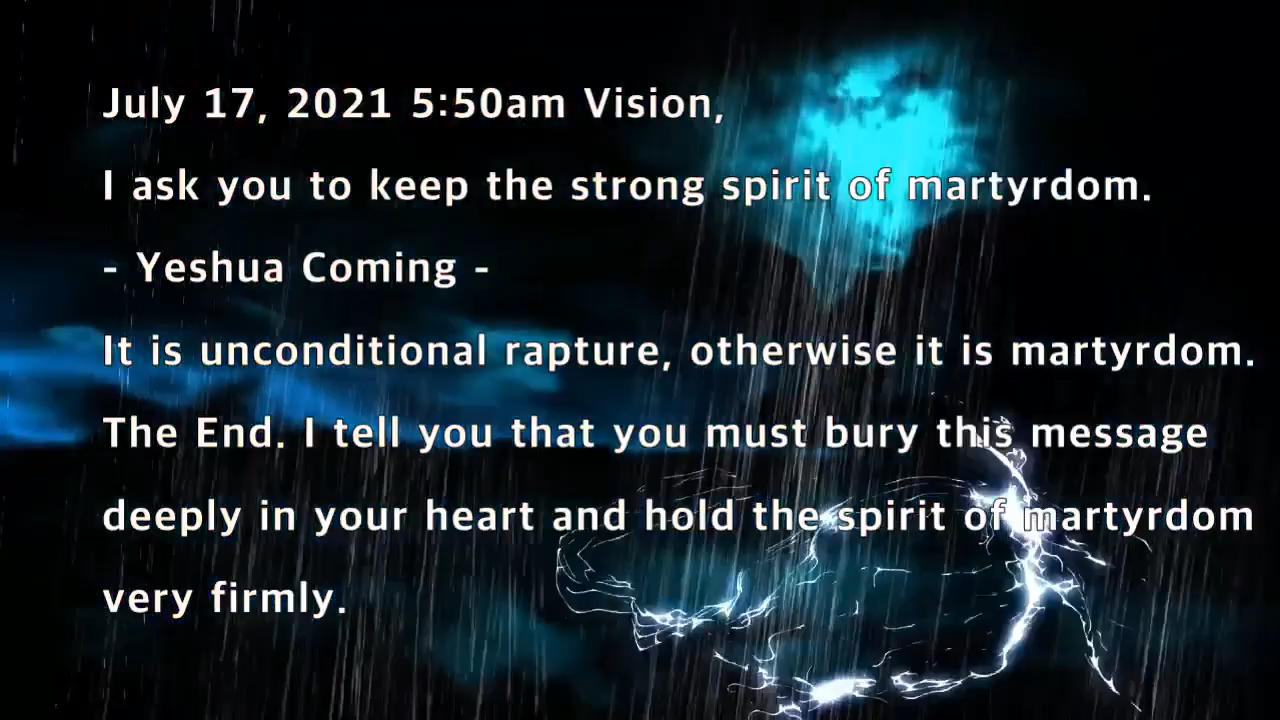 July 17, 2021 5:50am Vision,
I ask you to keep the strong spirit of martyrdom.
- Yeshua Coming -
It is unconditional rapture, otherwise it is martyrdom.
The End. I tell you that you must bury this message
deeply in your heart and hold the spirit of martyrdom
very firmly.